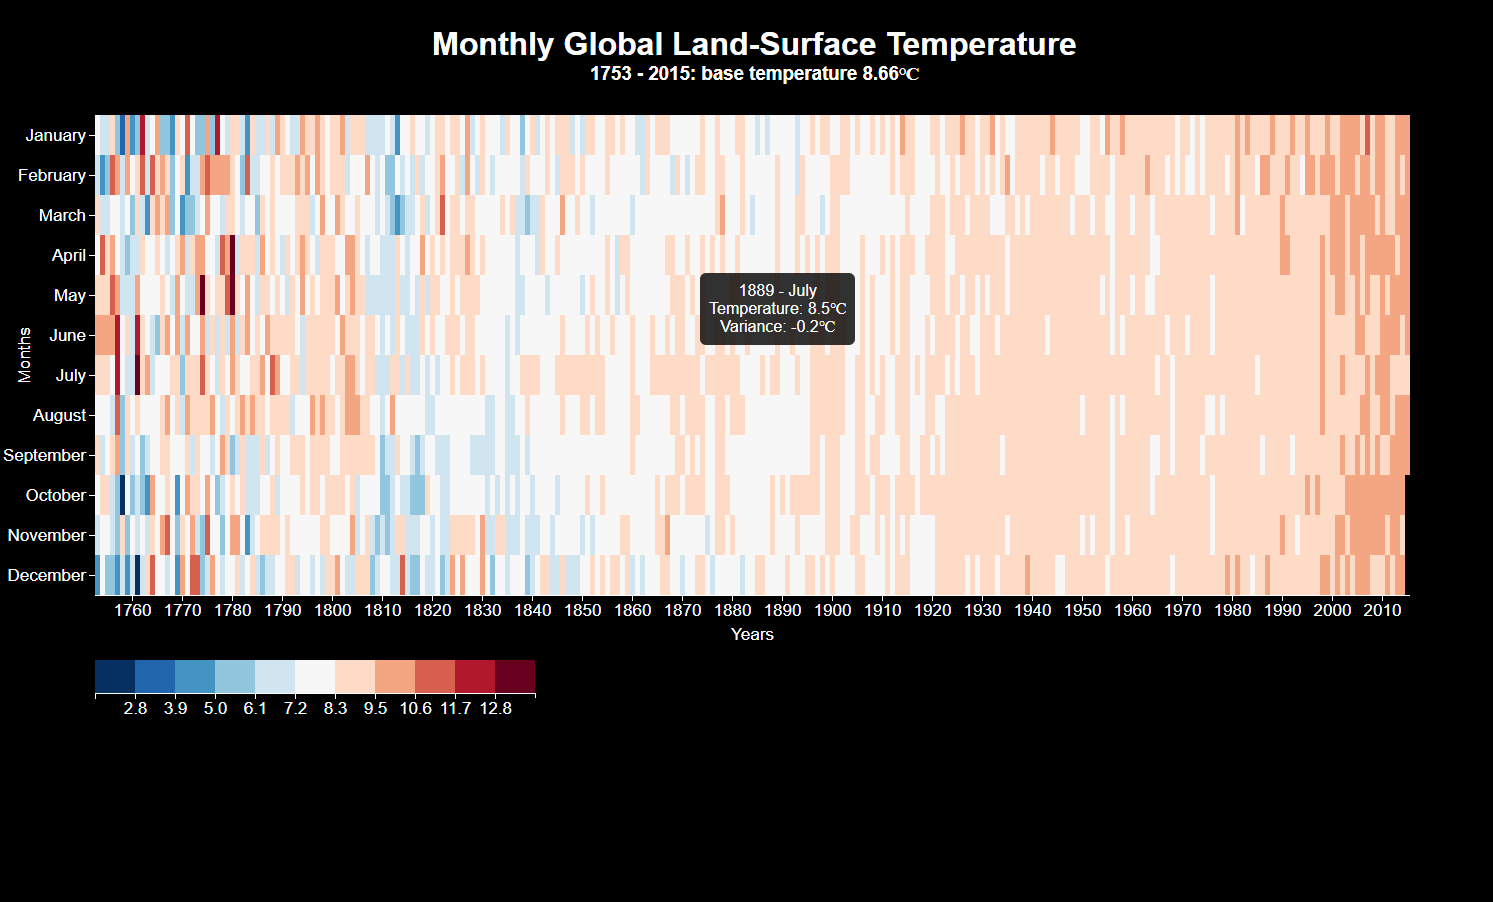 Monthly Global Land-Surface Temperature
1753 - 2015: base temperature 8.66℃
January
February
March
April
May
June
July
August
September
October
November
December
Months
1889 - July
Temperature: 8.5℃
Variance: -0.2℃
1760 1770 1780 1790 1800 1810 1820 1830 1840 1850 1860 1870 1880 1890 1900 1910 1920 1930 1940 1950 1960 1970 1980 1990 2000 2010
Years
2.8 3.9 5.0 6.1 7.2 8.3 9.5 10.6 11.7 12.8